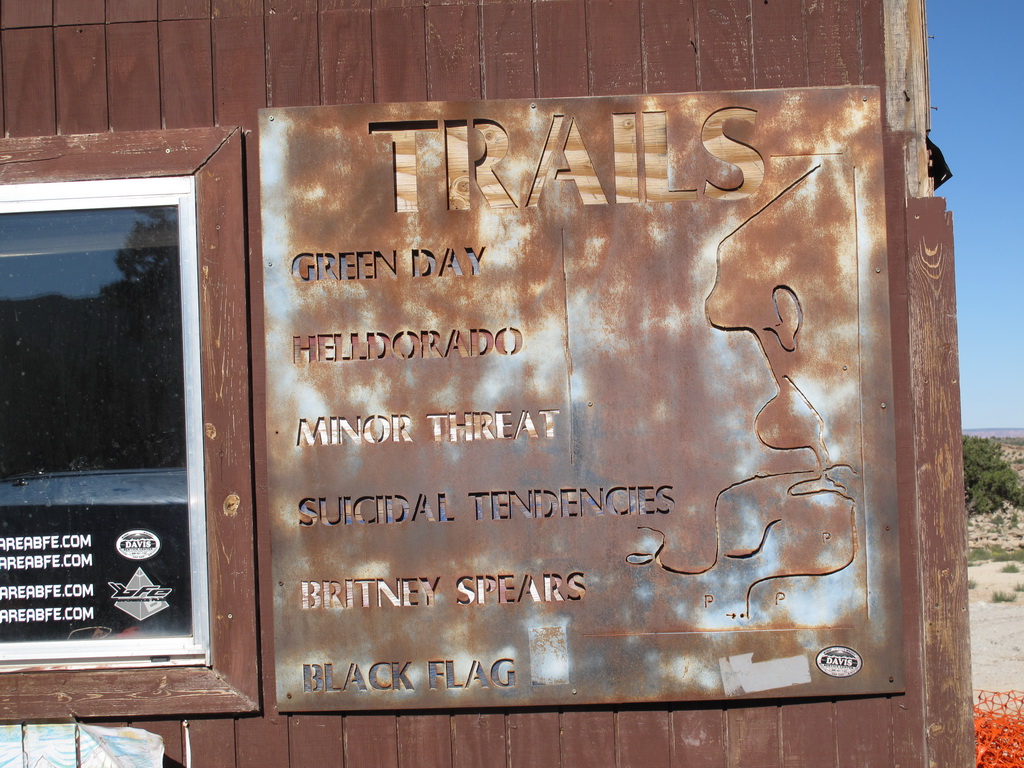 TRAILS
GREEN DAY
HELLDORADO
MINOR THREAT
SUICIDAL TENDENCIES
BRITNEY SPEARS
BLACK FLAG
P
P
P
DAVIS
AREABFE.COM
AREABFE.COM
AREABFE.COM
AREABFE.COM
DAVIS